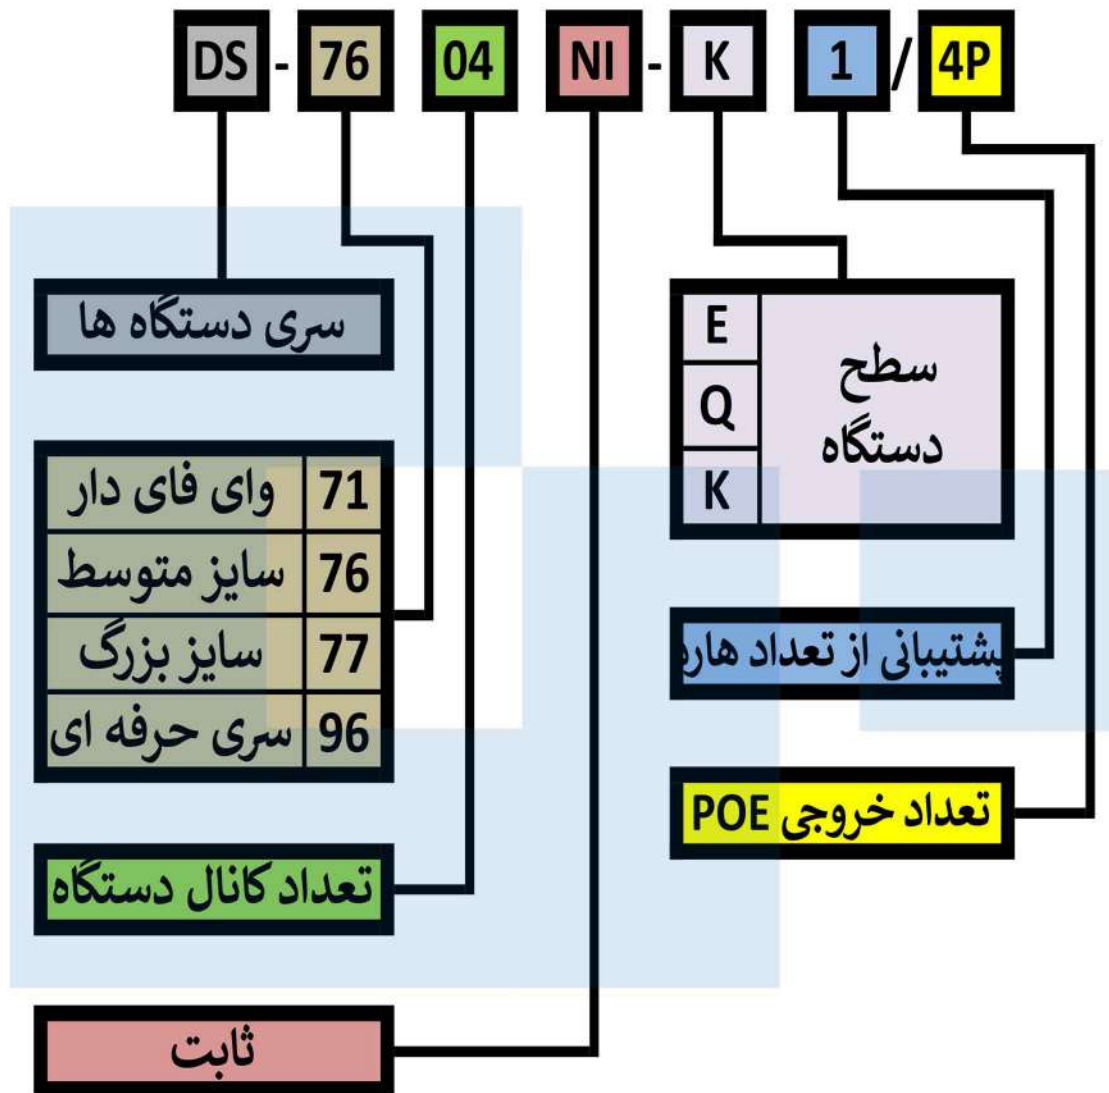 DS - 76 04 NI - K 1 / 4P
سری دستگاه ها
E
Q
K
سطح
دستگاه
71 وای فای دار
76 سایز متوسط
77 سایز بزرگ
96 سری حرفه ای
پشتیبانی از تعداد هارد
تعداد خروجی POE
تعداد کانال دستگاه
ثابت